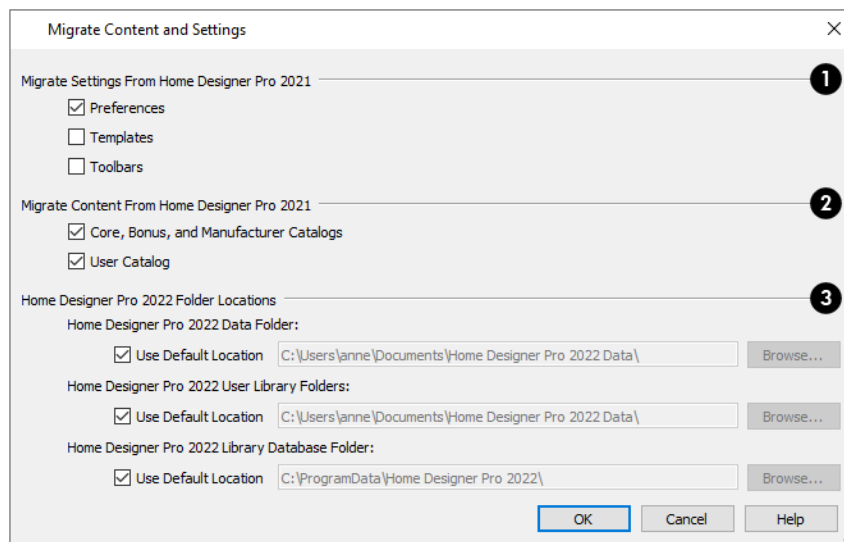 Migrate Content and Settings
Migrate Settings From Home Designer Pro 2021 1
Preferences
Templates
Toolbars
Migrate Content From Home Designer Pro 2021 2
Core, Bonus, and Manufacturer Catalogs
User Catalog
Home Designer Pro 2022 Folder Locations 3
Home Designer Pro 2022 Data Folder:
Use Default Location C:\Users\anne\Documents\Home Designer Pro 2022 Data\ Browse...
Home Designer Pro 2022 User Library Folders:
Use Default Location C:\Users\anne\Documents\Home Designer Pro 2022 Data\ Browse...
Home Designer Pro 2022 Library Database Folder:
Use Default Location C:\ProgramData\Home Designer Pro 2022\ Browse...
OK Cancel Help